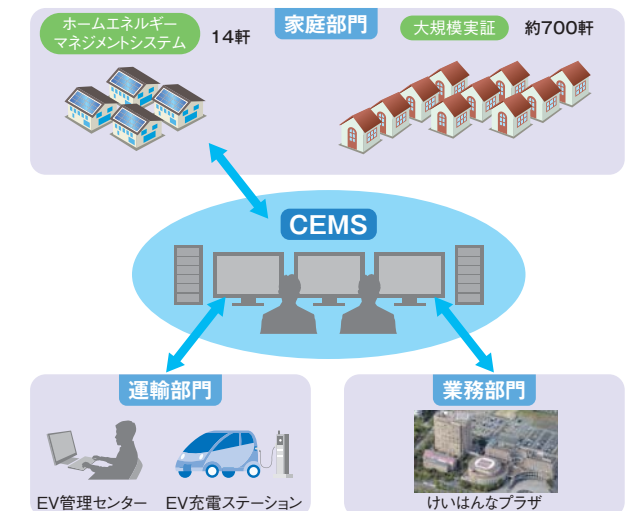 家庭部門
ホームエネルギー
マネジメントシステム
14軒
大規模実証
約700軒
CEMS
運輸部門
EV管理センター
EV充電ステーション
業務部門
けいはんなプラザ